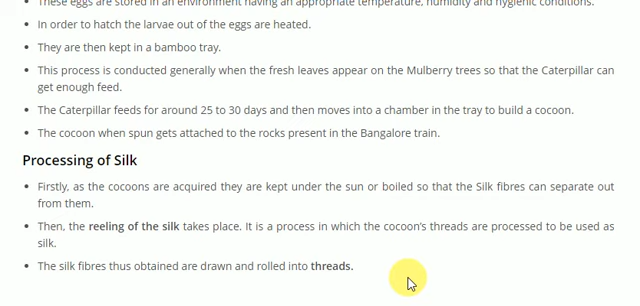 These eggs are stored in an environment having an appropriate temperature, humidity and hygienic conditions.
In order to hatch the larvae out of the eggs are heated.
They are then kept in a bamboo tray.
This process is conducted generally when the fresh leaves appear on the Mulberry trees so that the Caterpillar can
get enough feed.
The Caterpillar feeds for around 25 to 30 days and then moves into a chamber in the tray to build a cocoon.
The cocoon when spun gets attached to the rocks present in the Bangalore train.
Processing of Silk
Firstly, as the cocoons are acquired they are kept under the sun or boiled so that the Silk fibres can separate out
from them.
Then, the reeling of the silk takes place. It is a process in which the cocoon's threads are processed to be used as
silk.
The silk fibres thus obtained are drawn and rolled into threads.